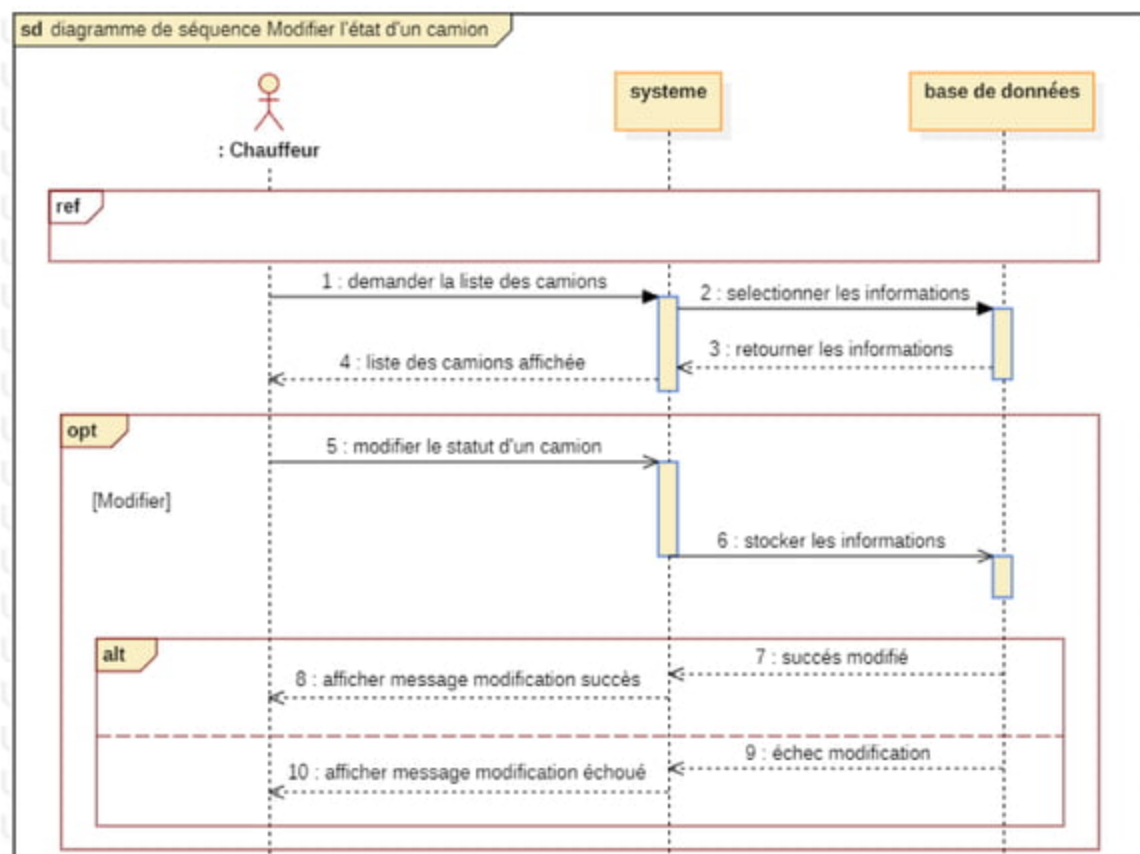 sd diagramme de séquence Modifier l'état d'un camion
systeme
base de données
: Chauffeur
ref
1 : demander la liste des camions
2 : selectionner les informations
3 : retourner les informations
4 : liste des camions affichée
opt
5 : modifier le statut d'un camion
[Modifier]
6 : stocker les informations
alt
7 : succés modifié
8 : afficher message modification succès
9 : échec modification
10 : afficher message modification échoué